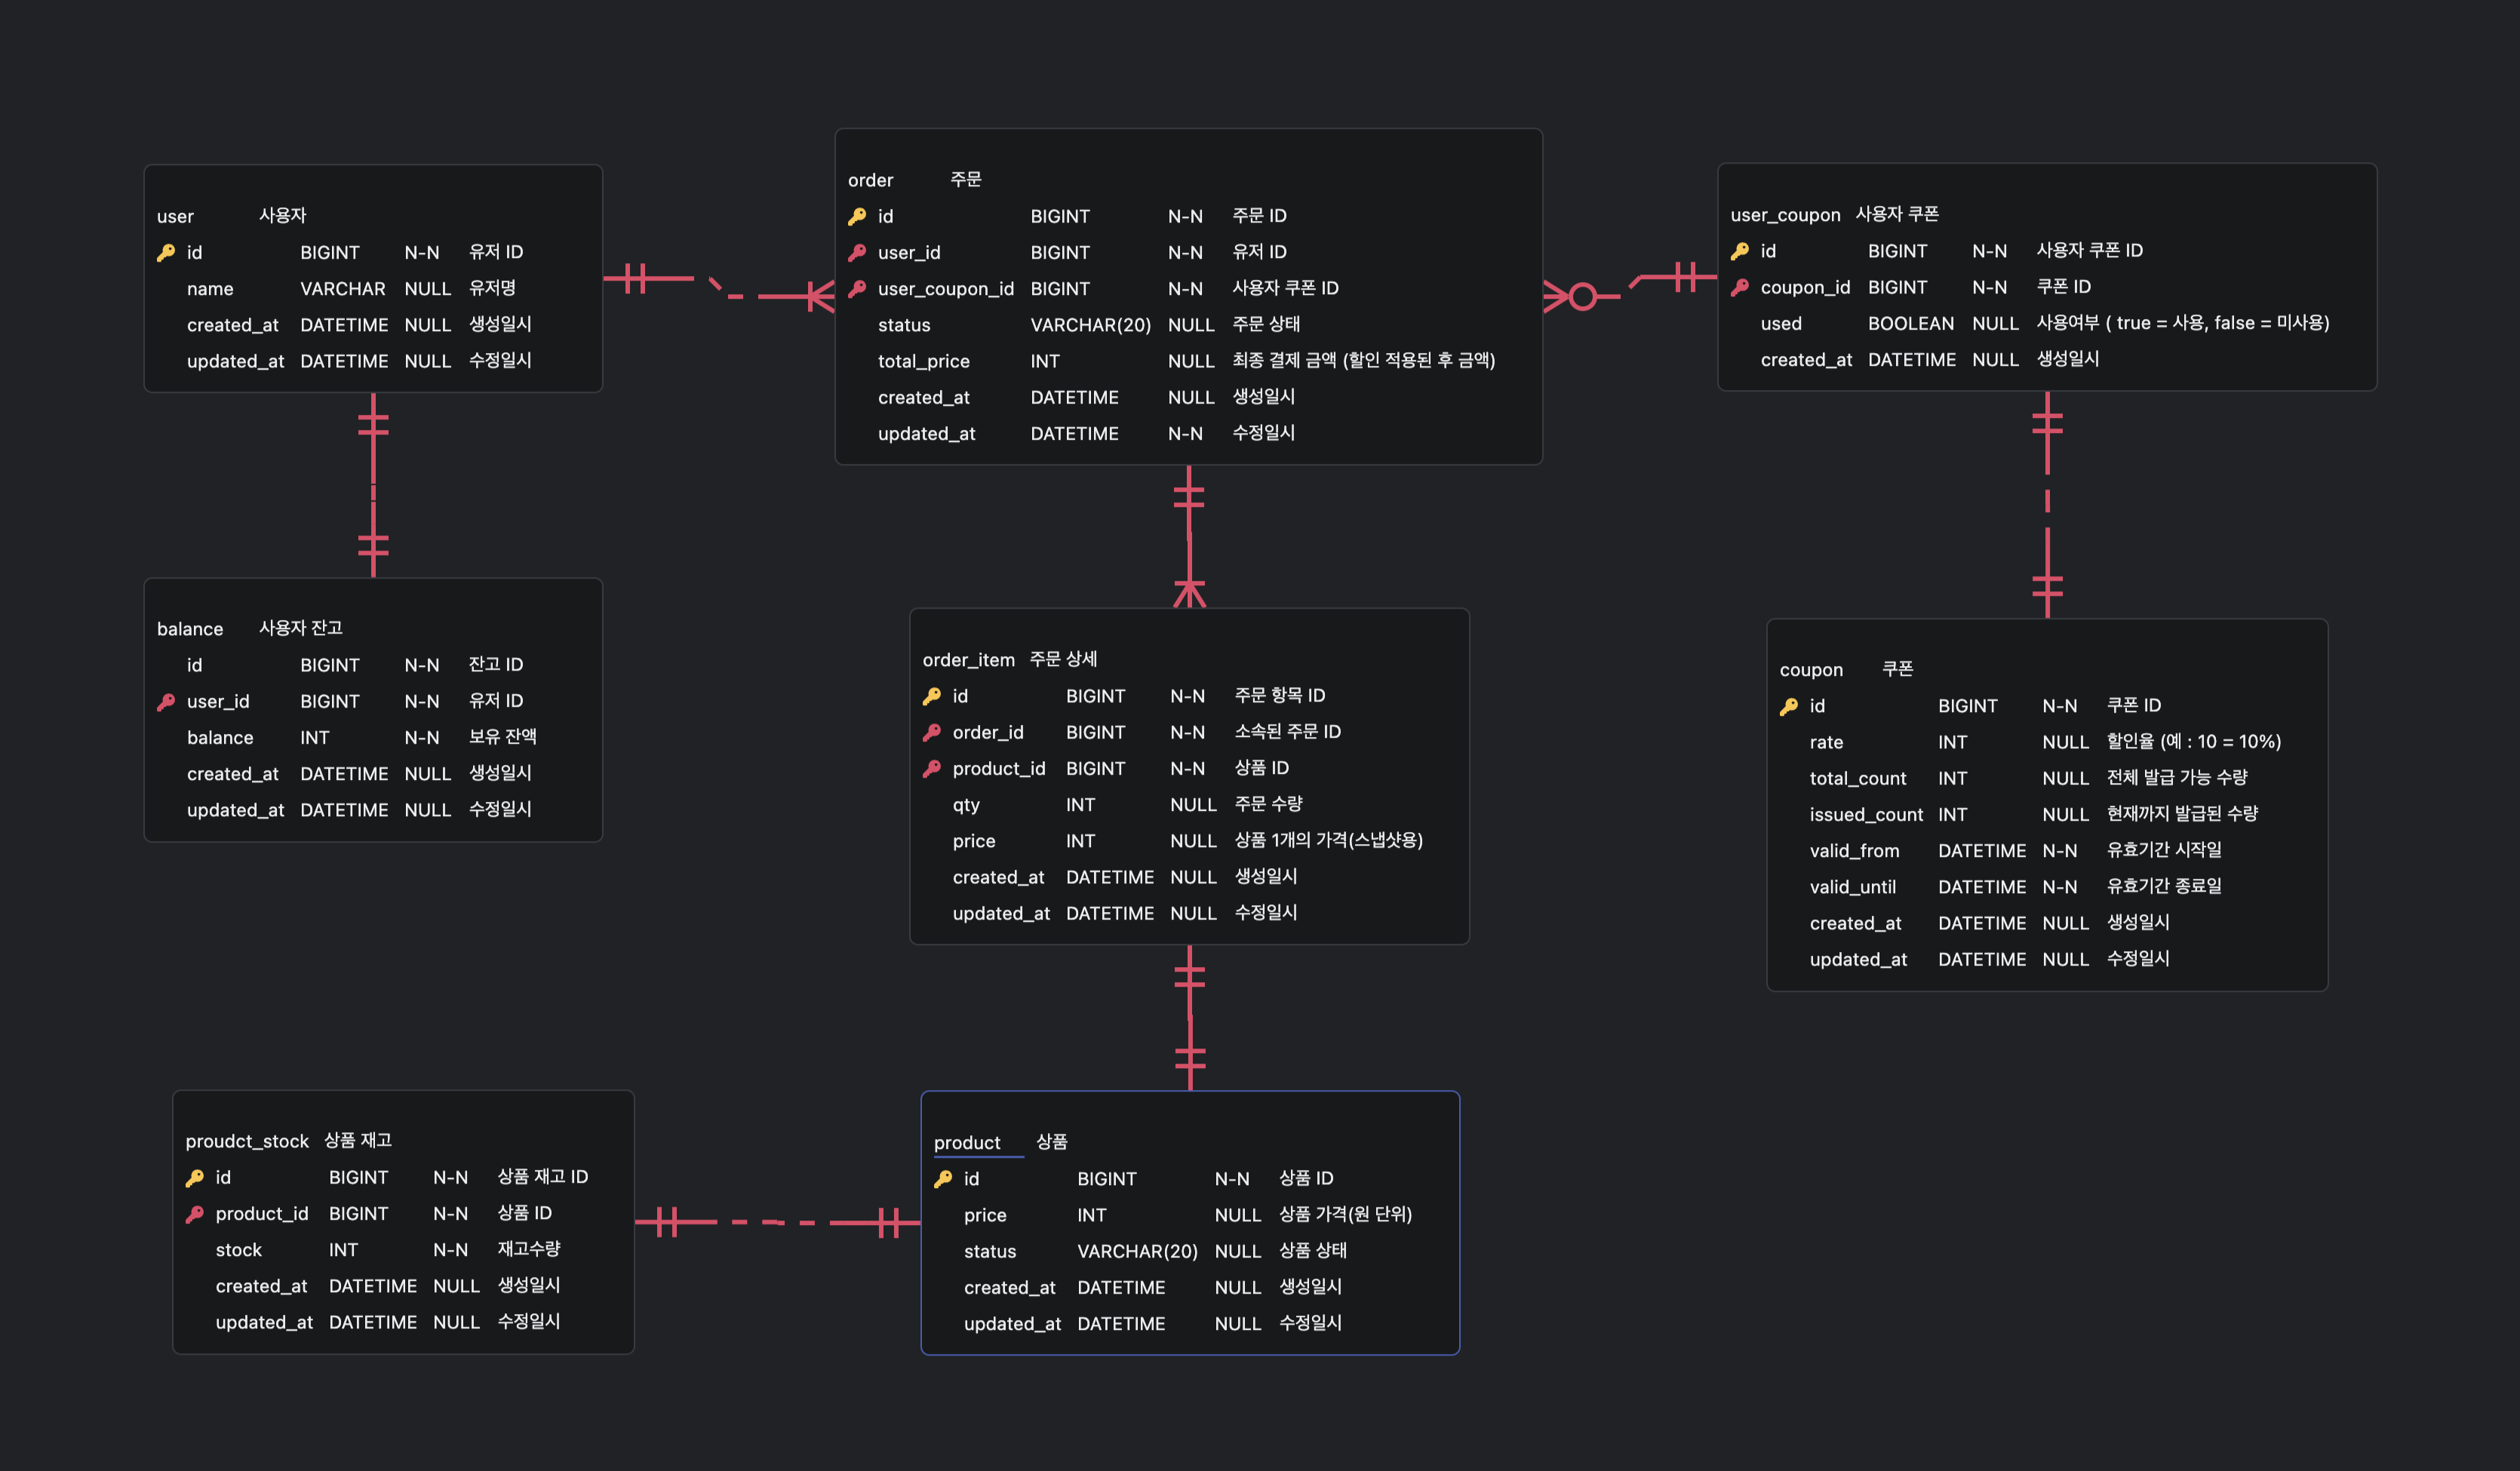 user 사용자
id BIGINT N-N 유저 ID
name VARCHAR NULL 유저명
created_at DATETIME NULL 생성일시
updated_at DATETIME NULL 수정일시
order 주문
id BIGINT N-N 주문 ID
user_id BIGINT N-N 유저 ID
user_coupon_id BIGINT N-N 사용자 쿠폰 ID
status VARCHAR(20) NULL 주문 상태
total_price INT NULL 최종 결제 금액 (할인 적용된 후 금액)
created_at DATETIME NULL 생성일시
updated_at DATETIME N-N 수정일시
user_coupon 사용자 쿠폰
id BIGINT N-N 사용자 쿠폰 ID
coupon_id BIGINT N-N 쿠폰 ID
used BOOLEAN NULL 사용여부 ( true = 사용, false = 미사용)
created_at DATETIME NULL 생성일시
balance 사용자 잔고
id BIGINT N-N 잔고 ID
user_id BIGINT N-N 유저 ID
balance INT N-N 보유 잔액
created_at DATETIME NULL 생성일시
updated_at DATETIME NULL 수정일시
order_item 주문 상세
id BIGINT N-N 주문 항목 ID
order_id BIGINT N-N 소속된 주문 ID
product_id BIGINT N-N 상품 ID
qty INT NULL 주문 수량
price INT NULL 상품 1개의 가격(스냅샷용)
created_at DATETIME NULL 생성일시
updated_at DATETIME NULL 수정일시
coupon 쿠폰
id BIGINT N-N 쿠폰 ID
rate INT NULL 할인율 (예 : 10 = 10%)
total_count INT NULL 전체 발급 가능 수량
issued_count INT NULL 현재까지 발급된 수량
valid_from DATETIME N-N 유효기간 시작일
valid_until DATETIME N-N 유효기간 종료일
created_at DATETIME NULL 생성일시
updated_at DATETIME NULL 수정일시
proudct_stock 상품 재고
id BIGINT N-N 상품 재고 ID
product_id BIGINT N-N 상품 ID
stock INT N-N 재고수량
created_at DATETIME NULL 생성일시
updated_at DATETIME NULL 수정일시
product 상품
id BIGINT N-N 상품 ID
price INT NULL 상품 가격(원 단위)
status VARCHAR(20) NULL 상품 상태
created_at DATETIME NULL 생성일시
updated_at DATETIME NULL 수정일시